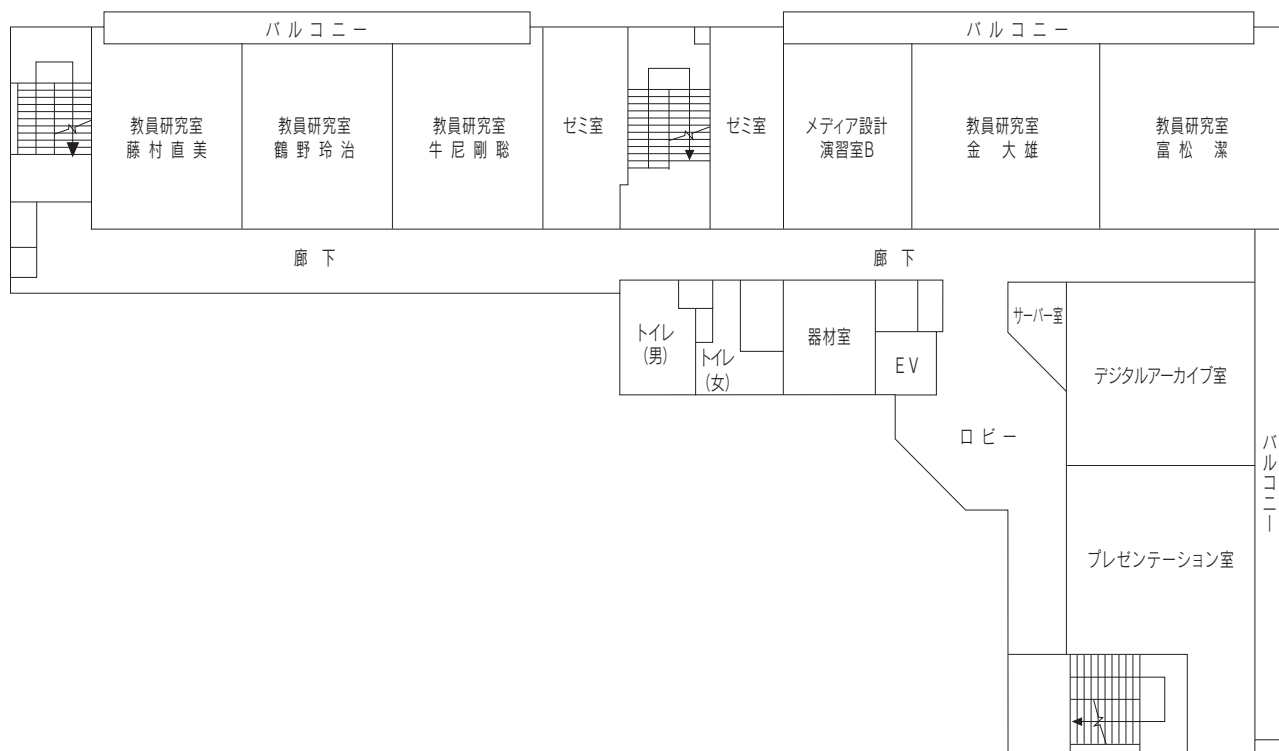 バルコニー
バルコニー
教員研究室
藤村直美
教員研究室
鶴野玲治
教員研究室
牛尼剛聡
ゼミ室
ゼミ室
メディア設計
演習室B
教員研究室
金 大雄
教員研究室
富松 潔
廊下
廊下
トイレ
(男)
トイレ
(女)
器材室
EV
サーバー室
デジタルアーカイブ室
ロビー
バルコニー
プレゼンテーション室